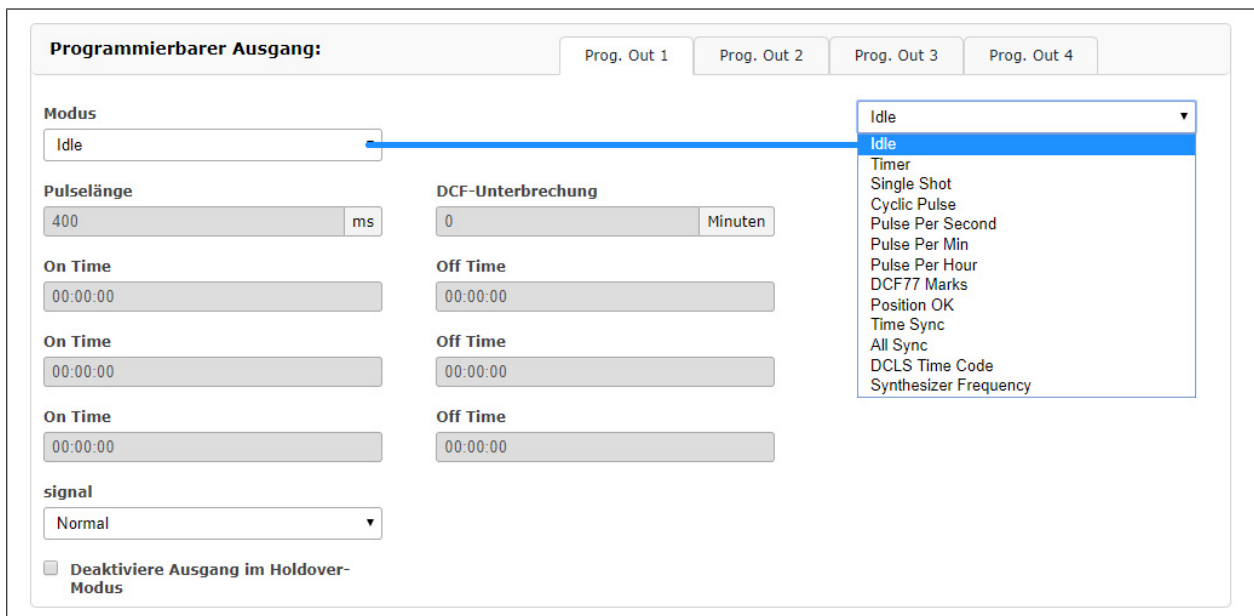 Programmierbarer Ausgang:
Prog. Out 1
Prog. Out 2
Prog. Out 3
Prog. Out 4
Modus
Idle
Pulselänge
DCF-Unterbrechung
400 ms
0 Minuten
On Time
Off Time
00:00:00
00:00:00
On Time
Off Time
00:00:00
00:00:00
On Time
Off Time
00:00:00
00:00:00
signal
Normal
Deaktiviere Ausgang im Holdover-
Modus
Idle
Idle
Timer
Single Shot
Cyclic Pulse
Pulse Per Second
Pulse Per Min
Pulse Per Hour
DCF77 Marks
Position OK
Time Sync
All Sync
DCLS Time Code
Synthesizer Frequency